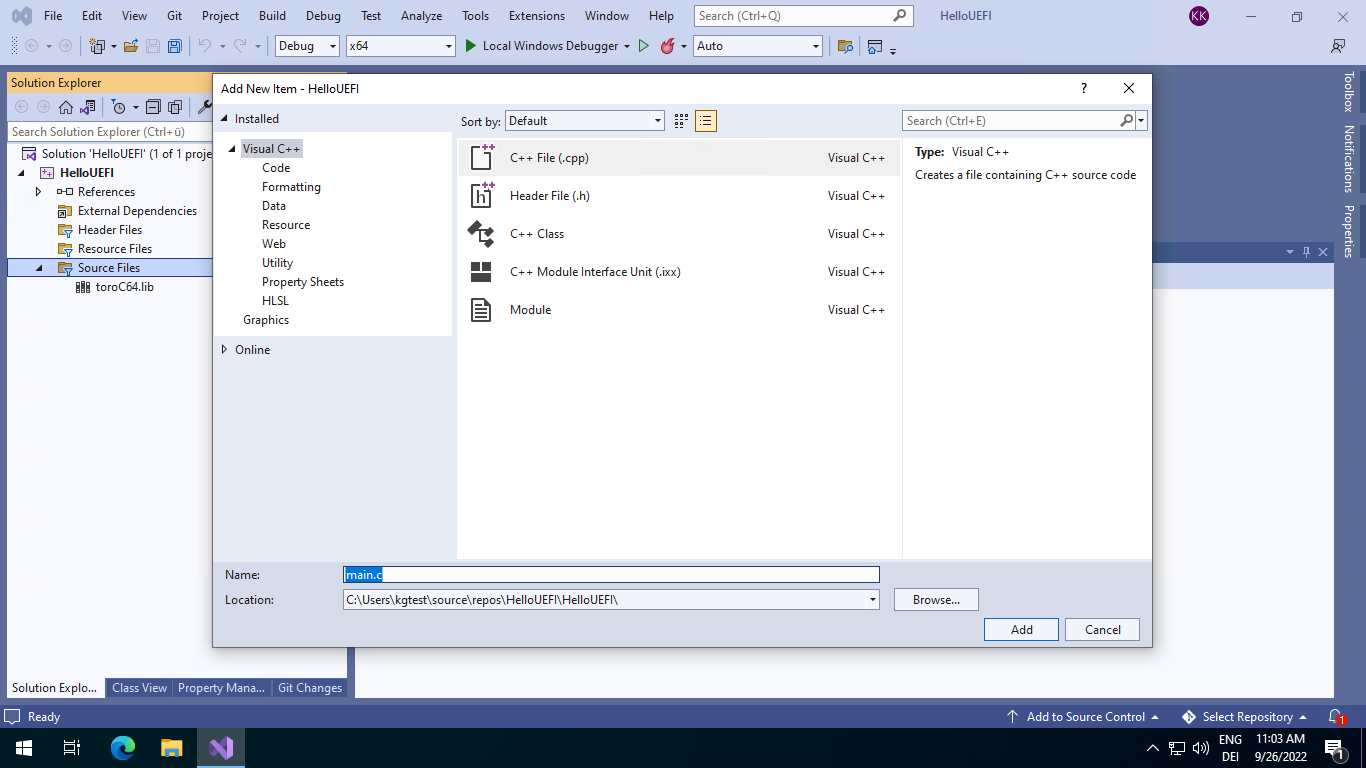 File Edit View Git Project Build Debug Test Analyze Tools Extensions Window Help Search (Ctrl+Q) HelloUEFI KK
Debug x64 Local Windows Debugger Auto
Solution Explorer
Search Solution Explorer (Ctrl+ü)
Solution 'HelloUEFI' (1 of 1 proje
HelloUEFI
References
External Dependencies
Header Files
Resource Files
Source Files
toroC64.lib
Add New Item - HelloUEFI ?
Installed
Visual C++
Code
Formatting
Data
Resource
Web
Utility
Property Sheets
HLSL
Graphics
Online
Sort by: Default
Search (Ctrl+E)
C++ File (.cpp) Visual C++
Header File (.h) Visual C++
C++ Class Visual C++
C++ Module Interface Unit (.ixx) Visual C++
Module Visual C++
Type: Visual C++
Creates a file containing C++ source code
Name: main.c
Location: C:\Users\kgtest\source\repos\HelloUEFI\HelloUEFI\
Browse...
Add Cancel
Toolbox
Notifications
Properties
Solution Explo... Class View Property Mana... Git Changes
Ready Add to Source Control Select Repository 1
ENG 11:03 AM
DEI 9/26/2022 1